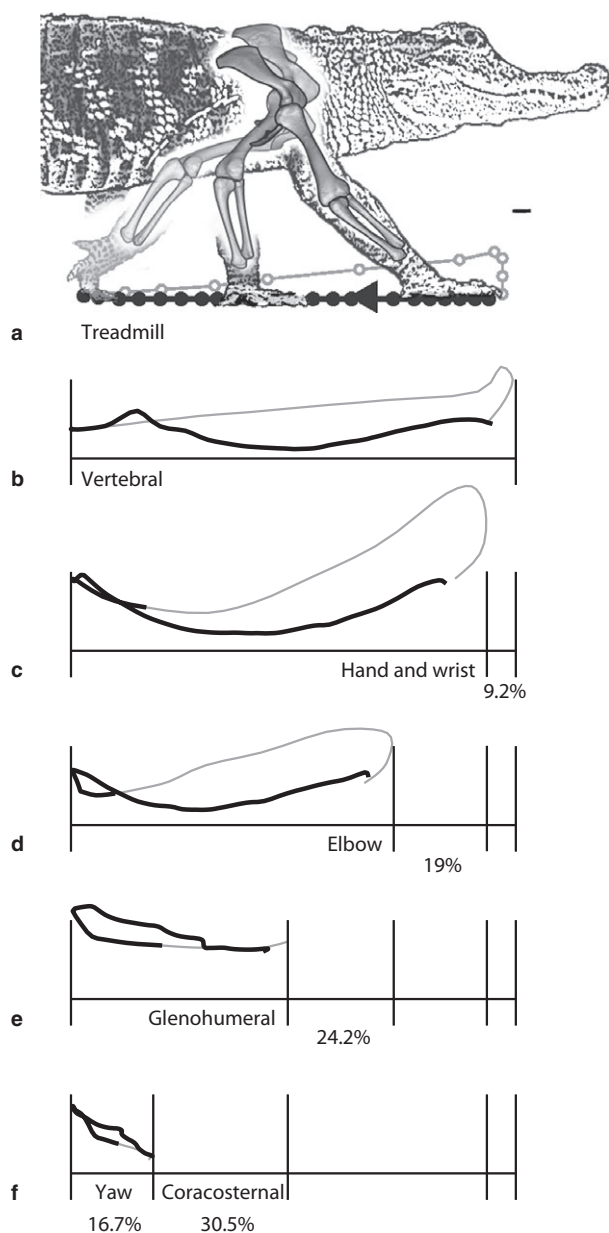 a Treadmill
b Vertebral
c Hand and wrist
9.2%
d Elbow
19%
e Glenohumeral
24.2%
f Yaw Coracosternal
16.7% 30.5%